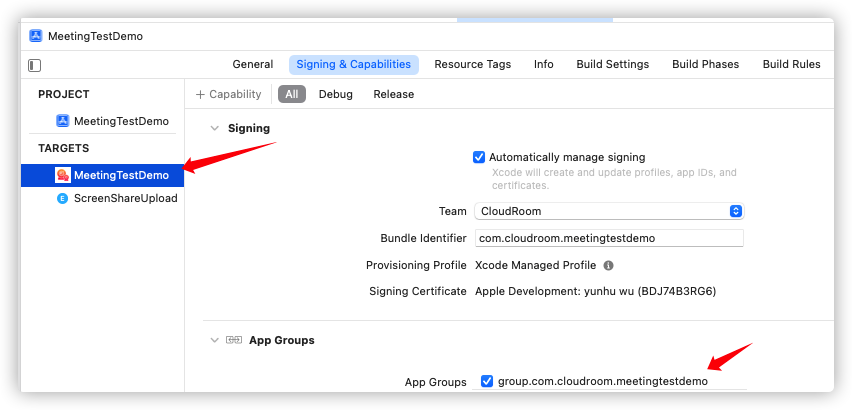 MeetingTestDemo
General Signing & Capabilities Resource Tags Info Build Settings Build Phases Build Rules
PROJECT
MeetingTestDemo
TARGETS
MeetingTestDemo
E ScreenShareUpload
+ Capability All Debug Release
Signing
Automatically manage signing
Xcode will create and update profiles, app IDs, and
certificates.
Team CloudRoom
Bundle Identifier com.cloudroom.meetingtestdemo
Provisioning Profile Xcode Managed Profile
Signing Certificate Apple Development: yunhu wu (BDJ74B3RG6)
App Groups
App Groups group.com.cloudroom.meetingtestdemo